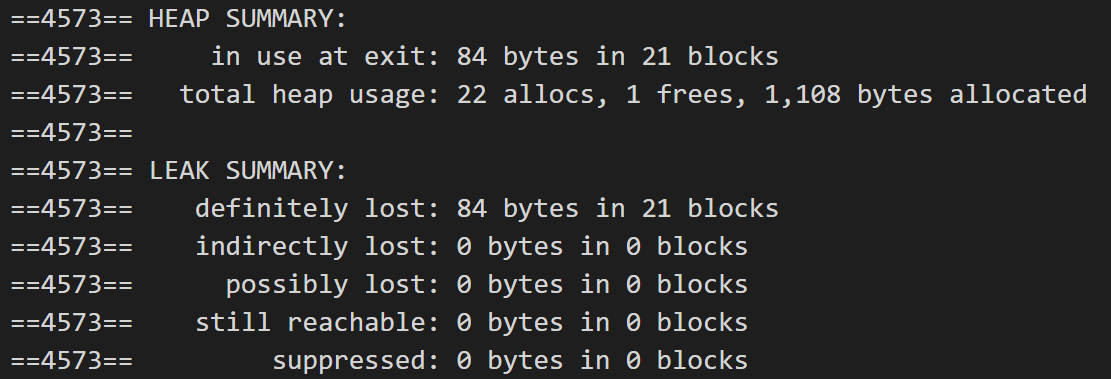 ==4573== HEAP SUMMARY:
==4573==     in use at exit: 84 bytes in 21 blocks
==4573==   total heap usage: 22 allocs, 1 frees, 1,108 bytes allocated
==4573==
==4573== LEAK SUMMARY:
==4573==    definitely lost: 84 bytes in 21 blocks
==4573==    indirectly lost: 0 bytes in 0 blocks
==4573==      possibly lost: 0 bytes in 0 blocks
==4573==    still reachable: 0 bytes in 0 blocks
==4573==         suppressed: 0 bytes in 0 blocks